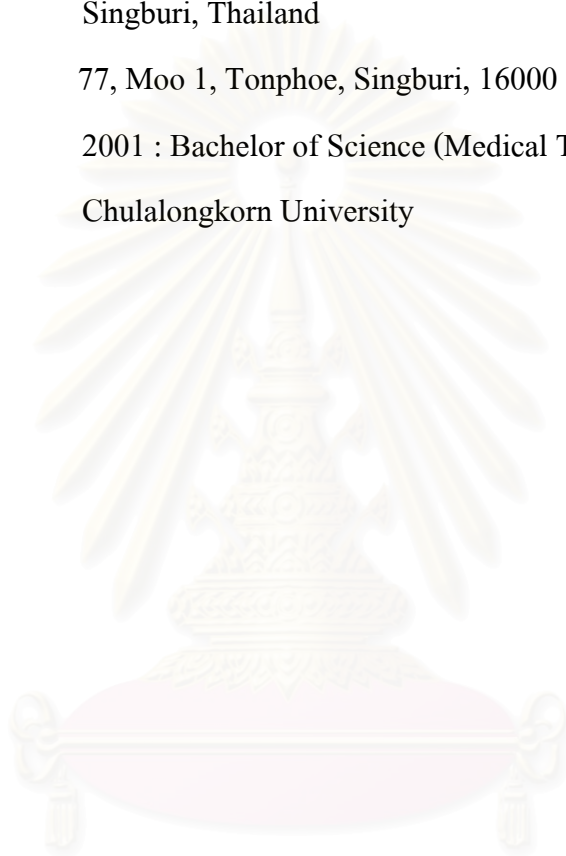 Singburi, Thailand
77, Moo 1, Tonphoe, Singburi, 16000
2001 : Bachelor of Science (Medical T
Chulalongkorn University